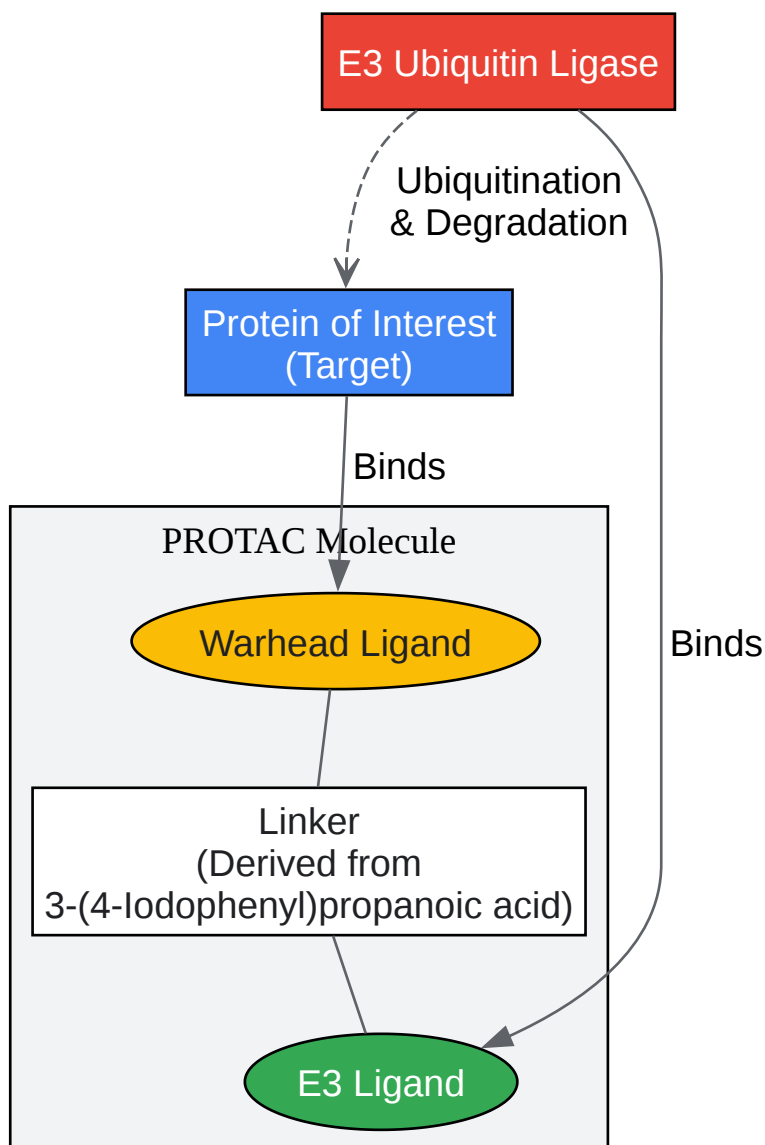 E3 Ubiquitin Ligase
Ubiquitination
& Degradation
Protein of Interest
(Target)
Binds
PROTAC Molecule
Warhead Ligand
Binds
Linker
(Derived from
3-(4-Iodophenyl)propanoic acid)
E3 Ligand